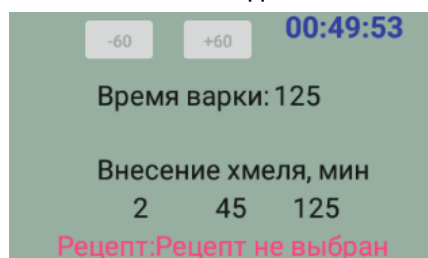 -60 +60 00:49:53
Время варки: 125
Внесение хмеля, мин
2 45 125
Рецепт:Рецепт не выбран